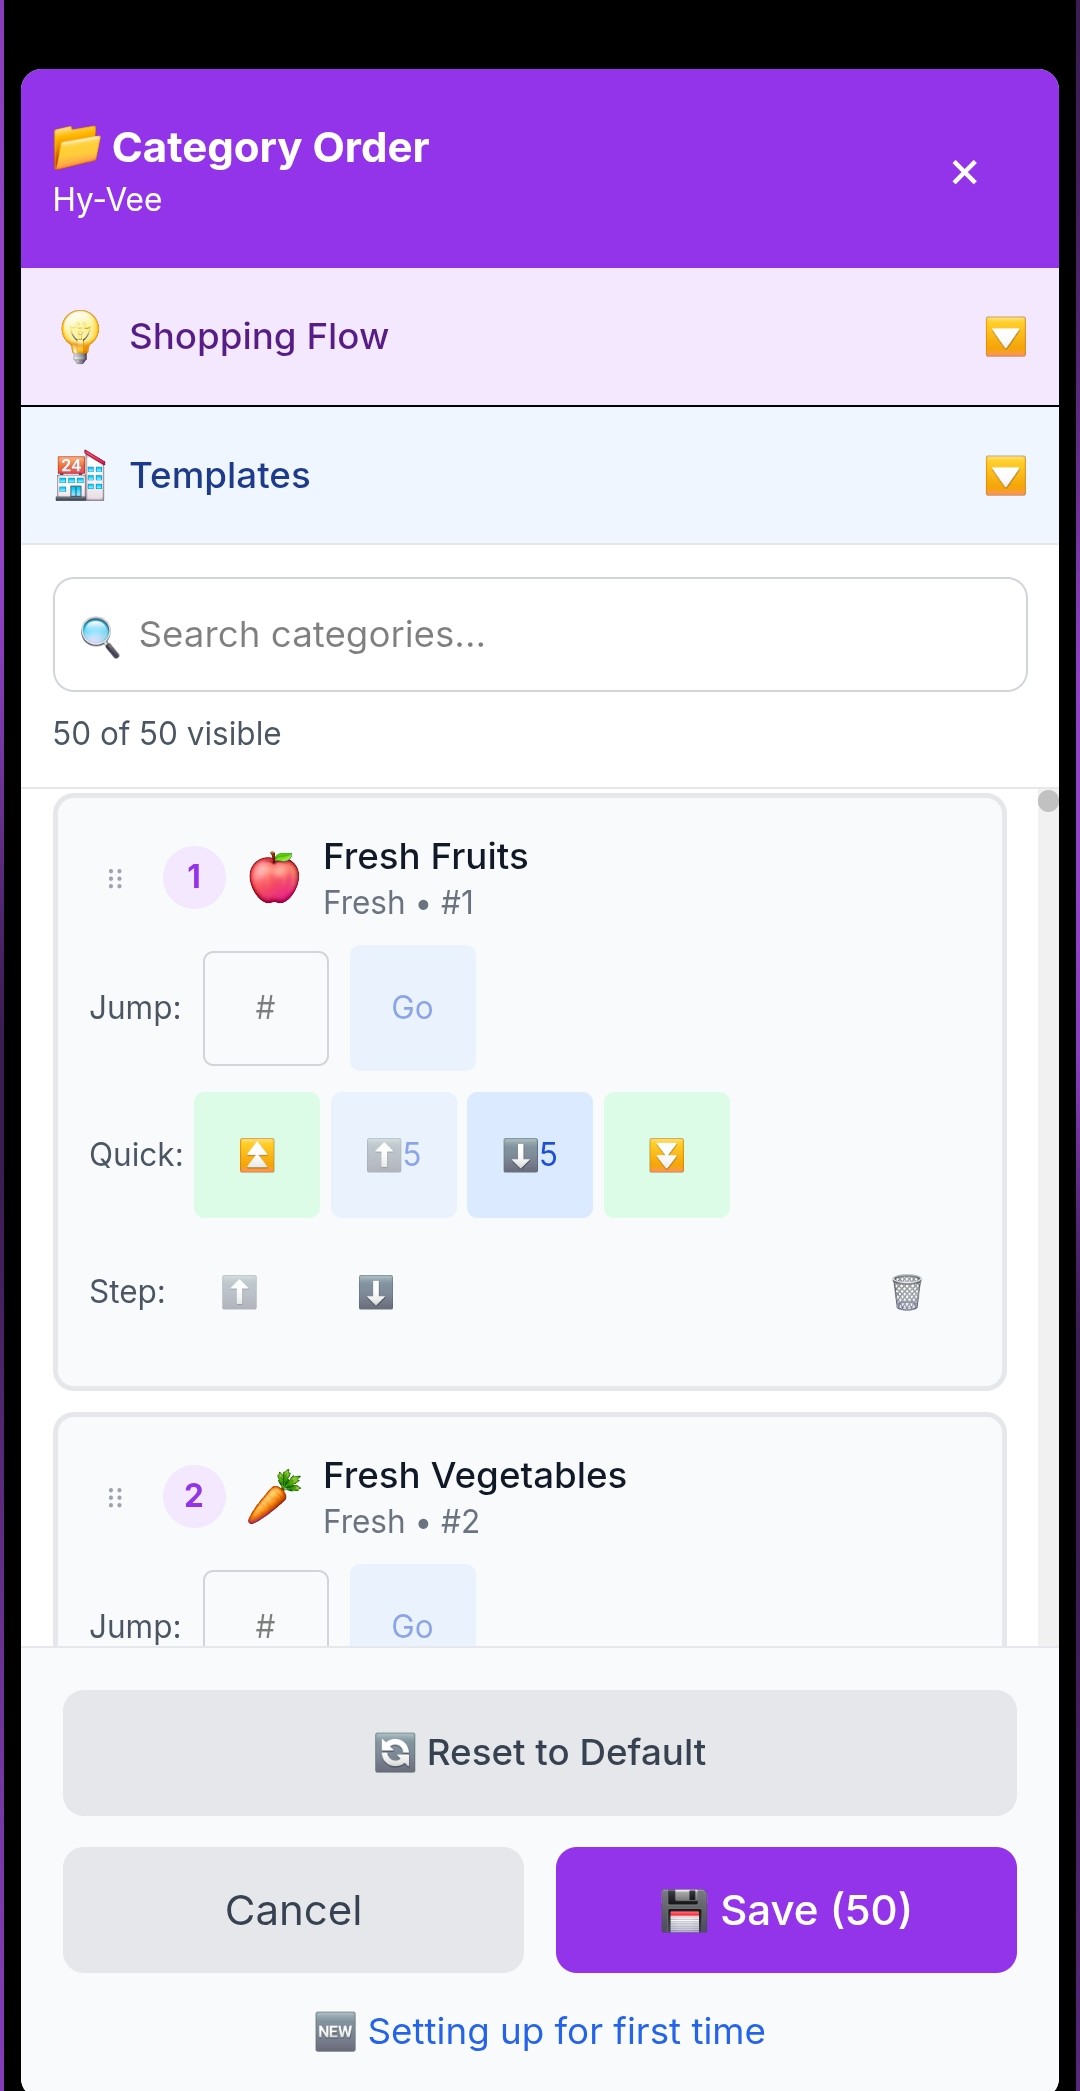 📂 Category Order
Hy-Vee
✕
💡 Shopping Flow 🔽
🏪 Templates 🔽
🔍 Search categories...
50 of 50 visible
⠿ 1 🍎 Fresh Fruits
Fresh • #1
Jump: # Go
Quick: ⏫ ⬆️5 ⬇️5 ⏬
Step: ⬆️ ⬇️ 🗑️
⠿ 2 🥕 Fresh Vegetables
Fresh • #2
Jump: # Go
🔄 Reset to Default
Cancel
💾 Save (50)
🆕 Setting up for first time